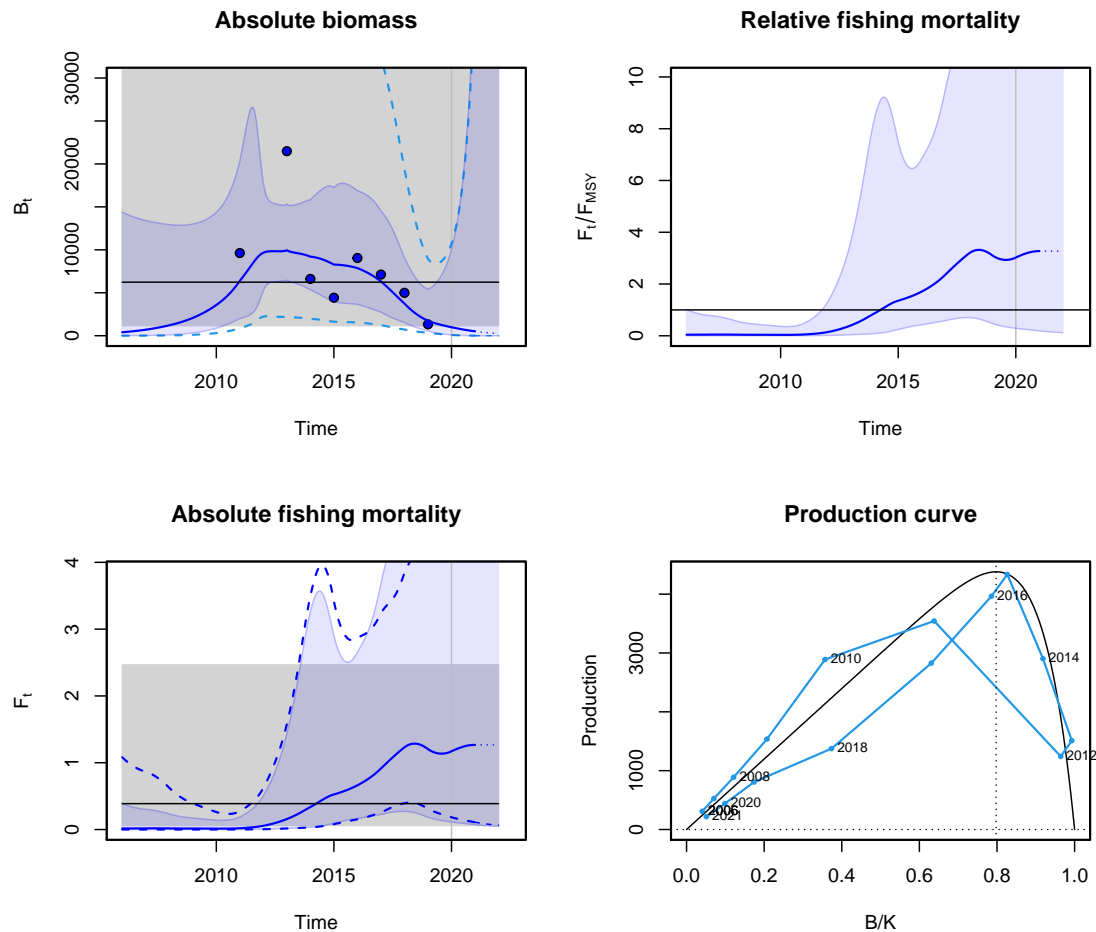 Absolute biomass
30000
20000
10000
0
B_t
2010 2015 2020
Time
Relative fishing mortality
10
8
6
4
2
0
F_t/F_MSY
2010 2015 2020
Time
Absolute fishing mortality
4
3
2
1
0
F_t
2010 2015 2020
Time
Production curve
3000
1000
0
Production
2016
2010
2014
2012
2018
2008
2020
2006
2021
0.0 0.2 0.4 0.6 0.8 1.0
B/K